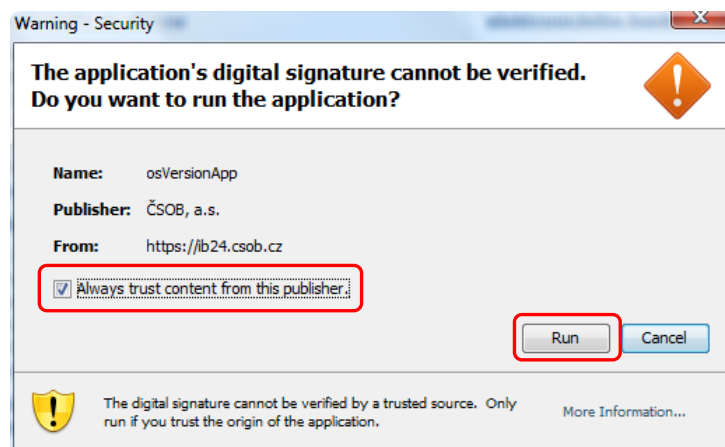 Warning - Security
The application's digital signature cannot be verified.
Do you want to run the application?
Name: osVersionApp
Publisher: ČSOB, a.s.
From: https://ib24.csob.cz
Always trust content from this publisher.
Run Cancel
The digital signature cannot be verified by a trusted source. Only
run if you trust the origin of the application.
More Information...